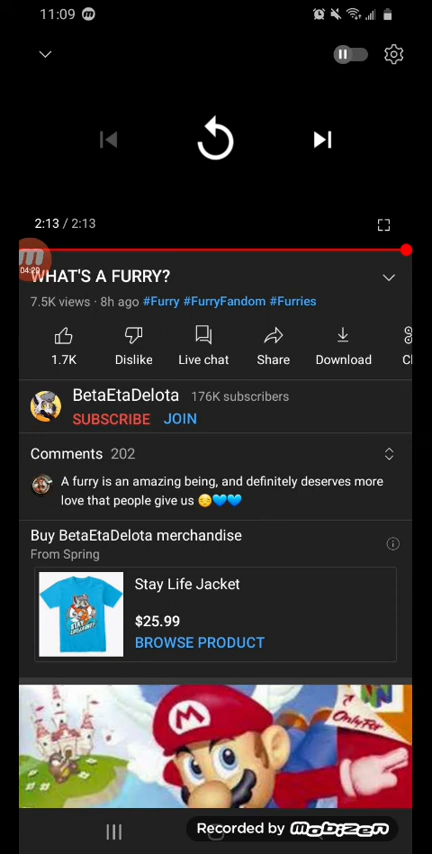 11:09
2:13 / 2:13
04:29
WHAT'S A FURRY?
7.5K views · 8h ago #Furry #FurryFandom #Furries
1.7K
Dislike
Live chat
Share
Download
BetaEtaDelota 176K subscribers
SUBSCRIBE JOIN
Comments 202
A furry is an amazing being, and definitely deserves more
love that people give us 😔💙💙
Buy BetaEtaDelota merchandise
From Spring
Stay Life Jacket
$25.99
BROWSE PRODUCT
M
Only For
N
Recorded by Mobizen